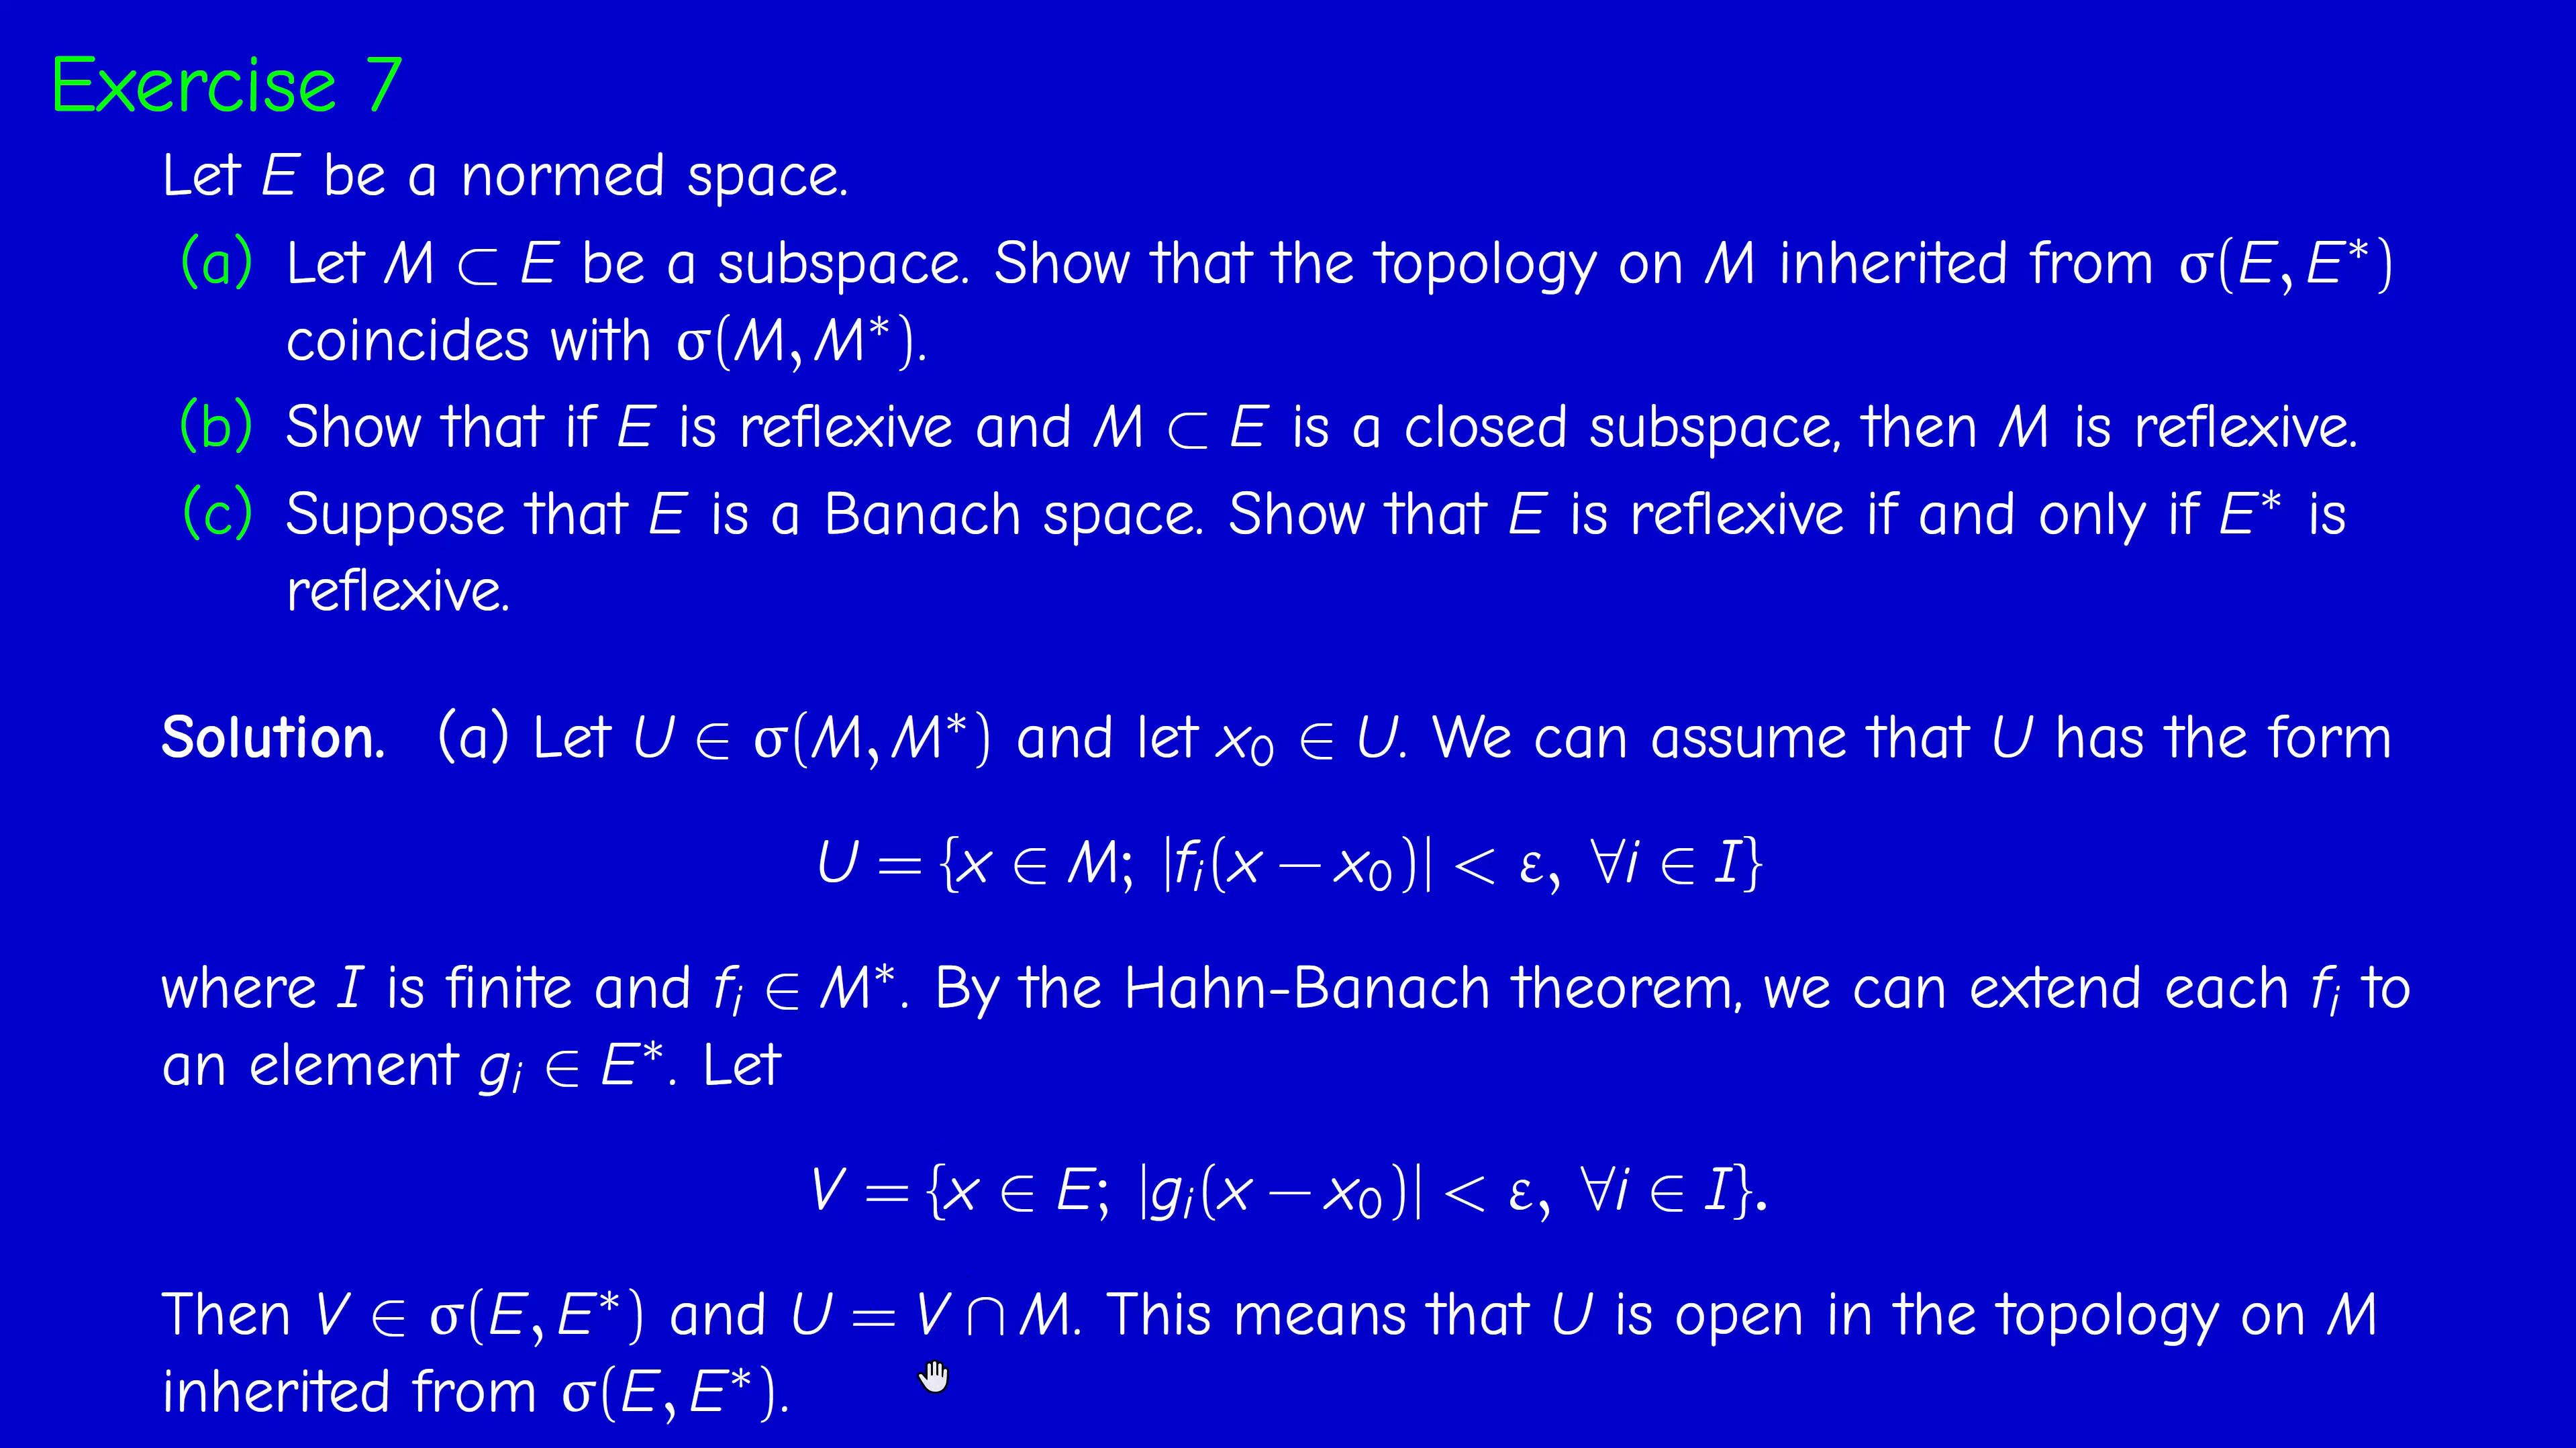 Exercise 7
Let E be a normed space.
(a) Let M ⊂ E be a subspace. Show that the topology on M inherited from σ(E, E*)
coincides with σ(M, M*).
(b) Show that if E is reflexive and M ⊂ E is a closed subspace, then M is reflexive.
(c) Suppose that E is a Banach space. Show that E is reflexive if and only if E* is
reflexive.
Solution. (a) Let U ∈ σ(M, M*) and let x₀ ∈ U. We can assume that U has the form
U = {x ∈ M; |fᵢ(x − x₀)| < ε, ∀i ∈ I}
where I is finite and fᵢ ∈ M*. By the Hahn-Banach theorem, we can extend each fᵢ to
an element gᵢ ∈ E*. Let
V = {x ∈ E; |gᵢ(x − x₀)| < ε, ∀i ∈ I}.
Then V ∈ σ(E, E*) and U = V ∩ M. This means that U is open in the topology on M
inherited from σ(E, E*).